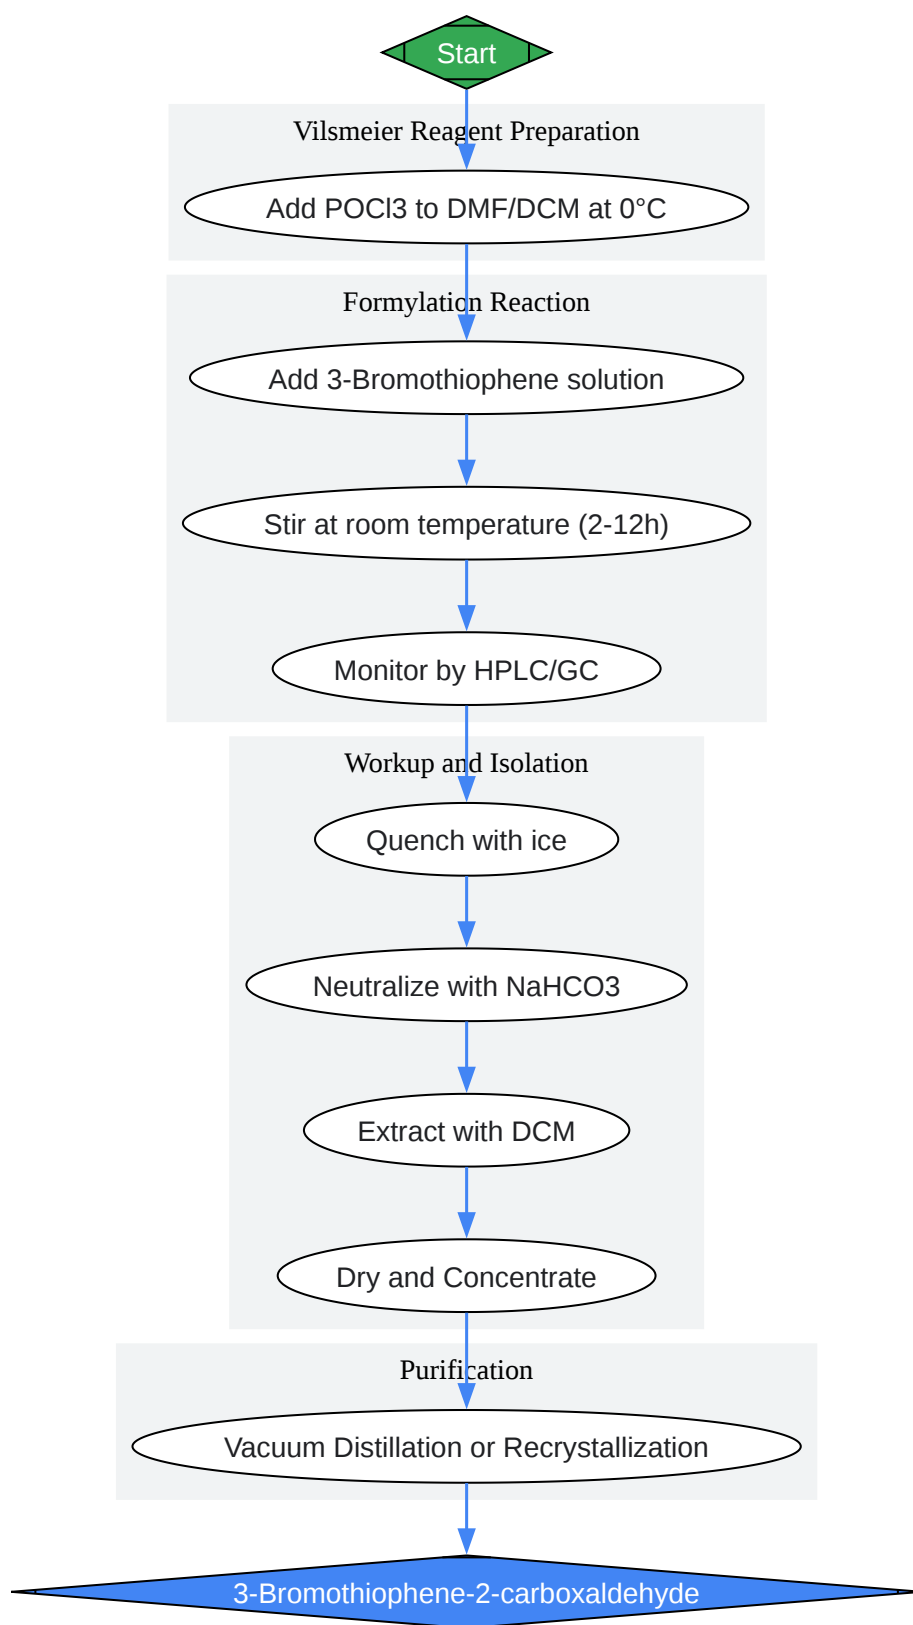 Start
Vilsmeier Reagent Preparation
Add POCl3 to DMF/DCM at 0°C
Formylation Reaction
Add 3-Bromothiophene solution
Stir at room temperature (2-12h)
Monitor by HPLC/GC
Workup and Isolation
Quench with ice
Neutralize with NaHCO3
Extract with DCM
Dry and Concentrate
Purification
Vacuum Distillation or Recrystallization
3-Bromothiophene-2-carboxaldehyde